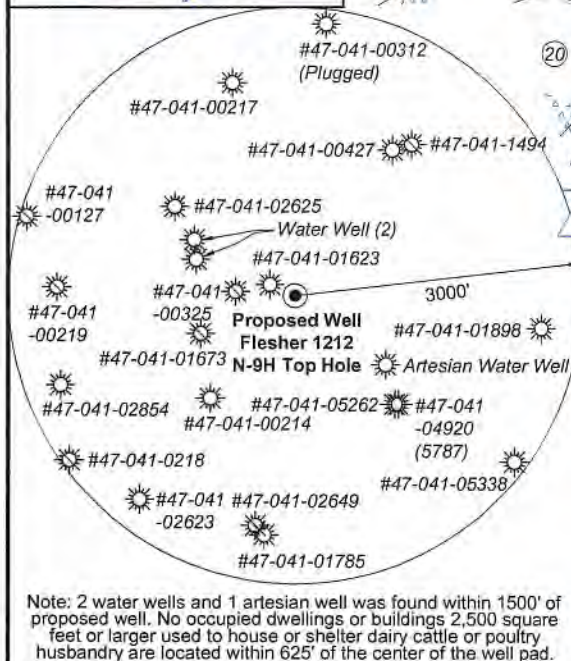 #47-041-00312
(Plugged)
20
#47-041-00217
#47-041-00427
#47-041-1494
#47-041
-00127
#47-041-02625
Water Well (2)
#47-041-01623
#47-041
-00325
3000'
#47-041
-00219
Proposed Well
Flesher 1212
N-9H Top Hole
#47-041-01898
#47-041-01673
Artesian Water Well
#47-041-02854
#47-041-05262
#47-041
-04920
(5787)
#47-041-00214
#47-041-0218
#47-041-05338
#47-041
-02623
#47-041-02649
#47-041-01785
Note: 2 water wells and 1 artesian well was found within 1500' of
proposed well. No occupied dwellings or buildings 2,500 square
feet or larger used to house or shelter dairy cattle or poultry
husbandry are located within 625' of the center of the well pad.